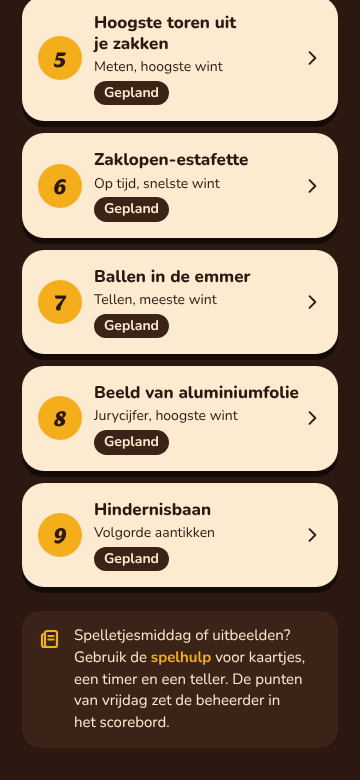 Hoogste toren uit
je zakken
5
Meten, hoogste wint
Gepland
Zaklopen-estafette
6
Op tijd, snelste wint
Gepland
Ballen in de emmer
7
Tellen, meeste wint
Gepland
Beeld van aluminiumfolie
8
Jurycijfer, hoogste wint
Gepland
Hindernisbaan
9
Volgorde aantikken
Gepland
Spelletjesmiddag of uitbeelden?
Gebruik de spelhulp voor kaartjes,
een timer en een teller. De punten
van vrijdag zet de beheerder in
het scorebord.